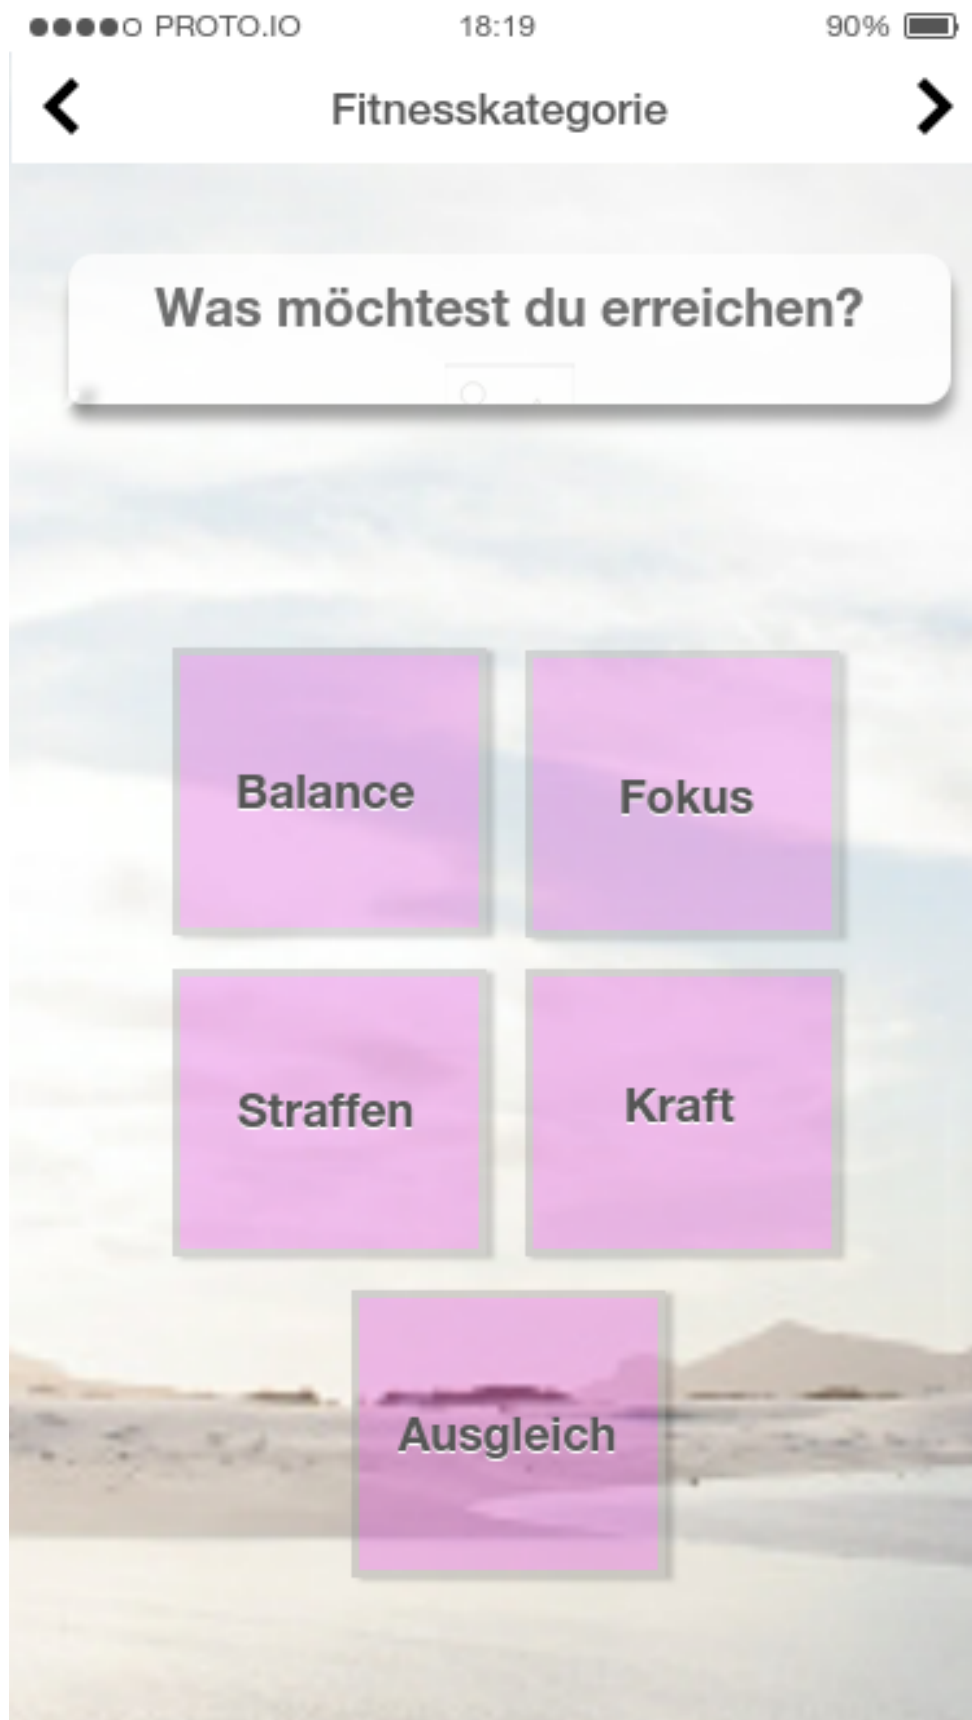 PROTO.IO 18:19 90%
Fitnesskategorie
Was möchtest du erreichen?
Balance Fokus
Straffen Kraft
Ausgleich